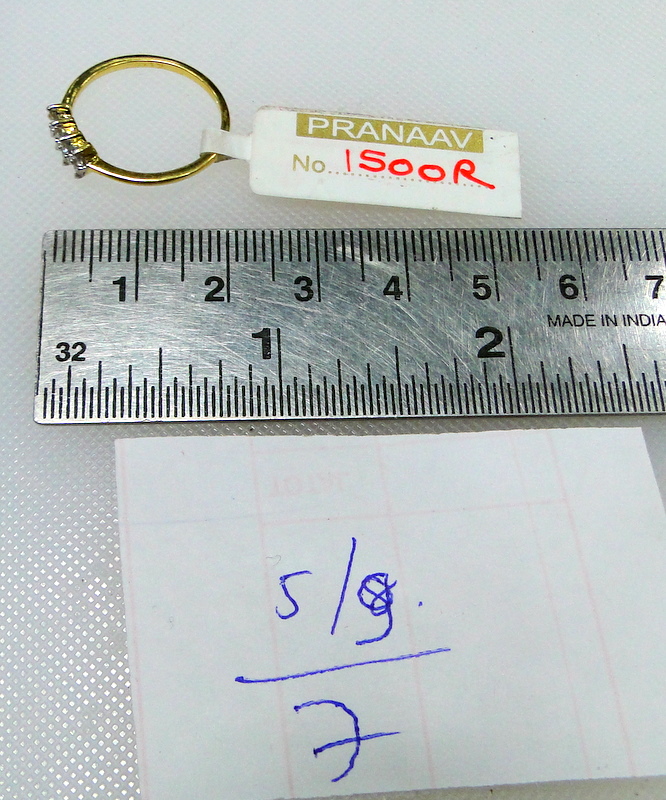 PRANAAV
No.......1500R
1 2 3 4 5 6 7
MADE IN INDIA
32 1 2
5/9.
7